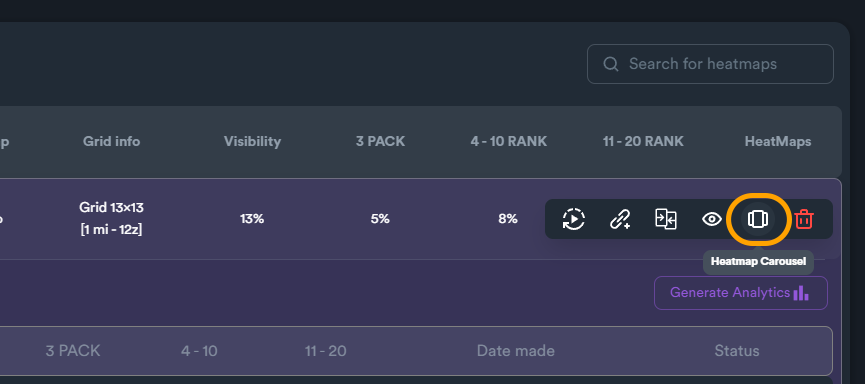 Search for heatmaps
p Grid info Visibility 3 PACK 4 - 10 RANK 11 - 20 RANK HeatMaps
Grid 13×13
[1 mi - 12z]
13% 5% 8%
Heatmap Carousel
Generate Analytics
3 PACK 4 - 10 11 - 20 Date made Status